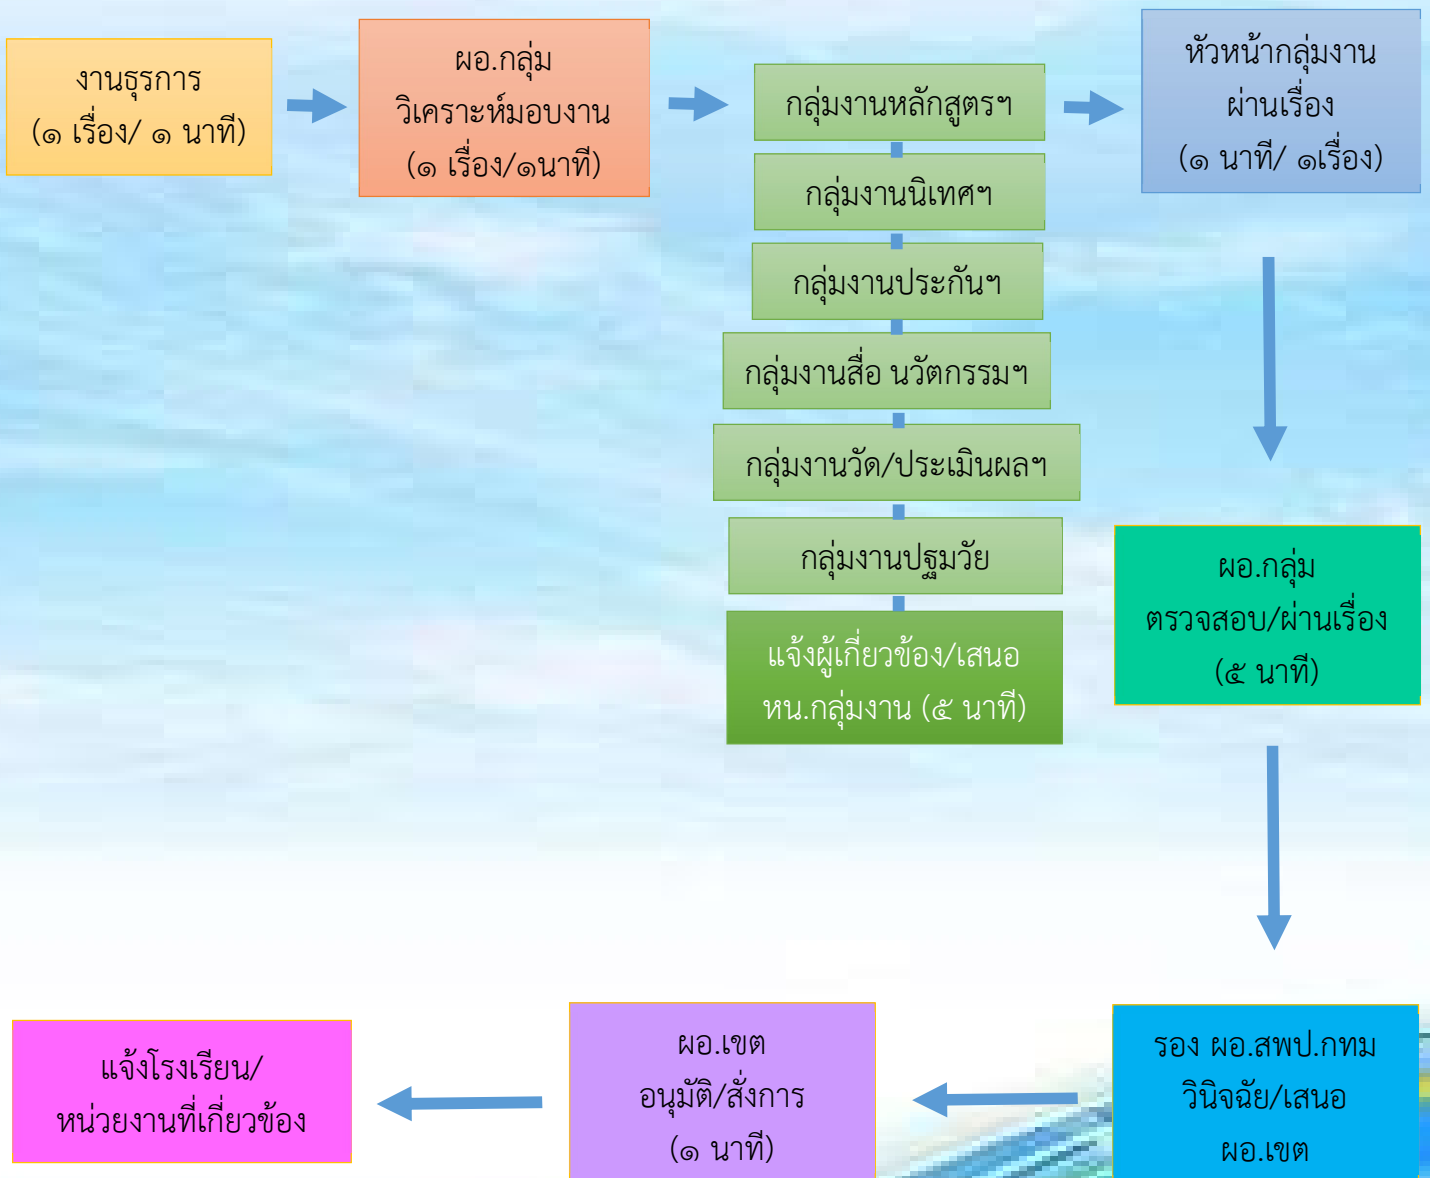 งานธุรการ
(๑ เรื่อง/ ๑ นาที)
ผอ.กลุ่ม
วิเคราะห์มอบงาน
(๑ เรื่อง/๑นาที)
กลุ่มงานหลักสูตรฯ
กลุ่มงานนิเทศฯ
กลุ่มงานประกันฯ
กลุ่มงานสื่อ นวัตกรรมฯ
กลุ่มงานวัด/ประเมินผลฯ
กลุ่มงานปฐมวัย
แจ้งผู้เกี่ยวข้อง/เสนอ
หน.กลุ่มงาน (๕ นาที)
หัวหน้ากลุ่มงาน
ผ่านเรื่อง
(๑ นาที/ ๑เรื่อง)
ผอ.กลุ่ม
ตรวจสอบ/ผ่านเรื่อง
(๕ นาที)
รอง ผอ.สพป.กทม
วินิจฉัย/เสนอ
ผอ.เขต
ผอ.เขต
อนุมัติ/สั่งการ
(๑ นาที)
แจ้งโรงเรียน/
หน่วยงานที่เกี่ยวข้อง